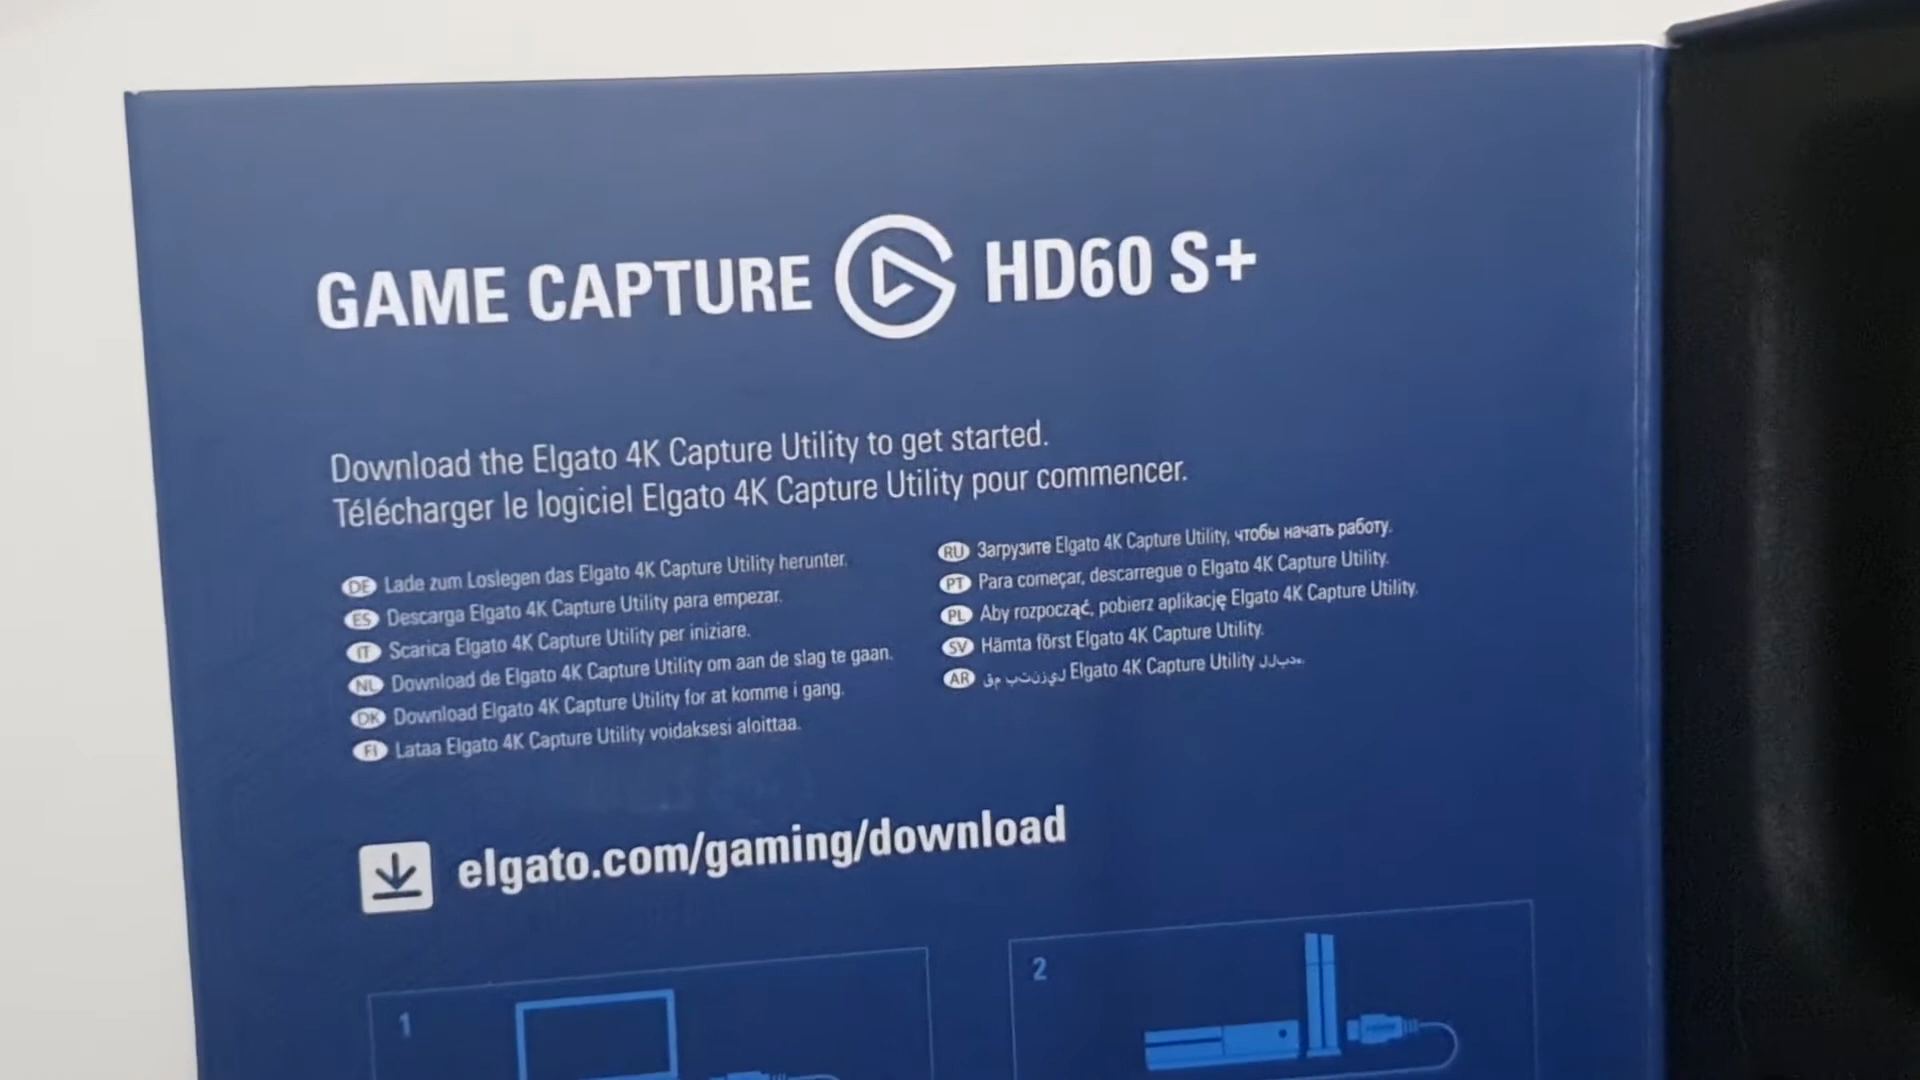 GAME CAPTURE HD60 S+
Download the Elgato 4K Capture Utility to get started.
Télécharger le logiciel Elgato 4K Capture Utility pour commencer.
DE Lade zum Loslegen das Elgato 4K Capture Utility herunter.
ES Descarga Elgato 4K Capture Utility para empezar.
IT Scarica Elgato 4K Capture Utility per iniziare.
NL Download de Elgato 4K Capture Utility om aan de slag te gaan.
DK Download Elgato 4K Capture Utility for at komme i gang.
FI Lataa Elgato 4K Capture Utility voidaksesi aloittaa.
RU Загрузите Elgato 4K Capture Utility, чтобы начать работу.
PT Para começar, descarregue o Elgato 4K Capture Utility.
PL Aby rozpocząć, pobierz aplikację Elgato 4K Capture Utility.
SV Hämta först Elgato 4K Capture Utility.
AR Elgato 4K Capture Utility
elgato.com/gaming/download
1
2